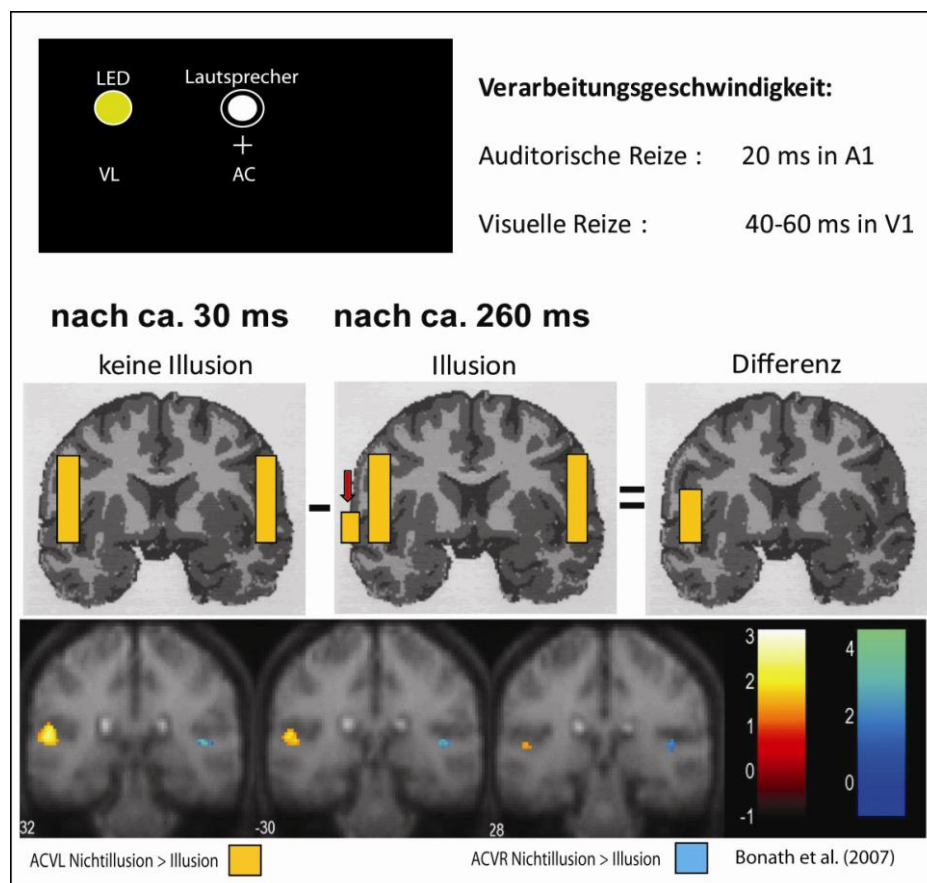 LED Lautsprecher
+
VL AC
Verarbeitungsgeschwindigkeit:
Auditorische Reize : 20 ms in A1
Visuelle Reize : 40-60 ms in V1
nach ca. 30 ms nach ca. 260 ms
keine Illusion Illusion Differenz
- =
3
2
1
0
-1
4
2
0
32 -30 28
ACVL Nichtillusion > Illusion ACVR Nichtillusion > Illusion Bonath et al. (2007)